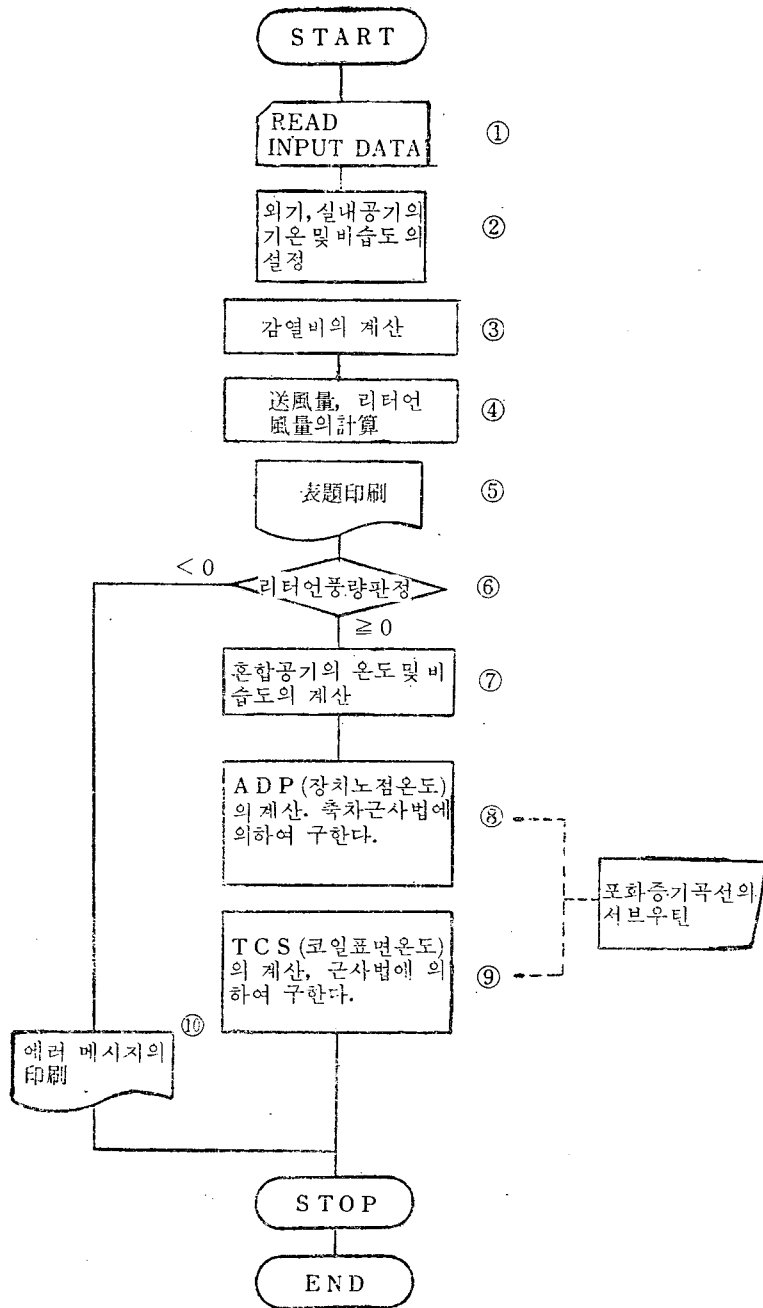 START
READ
INPUT DATA
①
외기, 실내공기의
기온 및 비습도의
설정
②
감열비의 계산
③
送風量, 리터언
風量의 計算
④
表題印刷
⑤
< 0
리터언풍량판정
⑥
≧ 0
혼합공기의 온도 및 비
습도의 계산
⑦
ADP (장치노점온도)
의 계산. 축차근사법에
의하여 구한다.
⑧
포화증기곡선의
서브우틴
TCS (코일표면온도)
의 계산, 근사법에 의
하여 구한다.
⑨
⑩
에러 메시지의
印刷
STOP
END